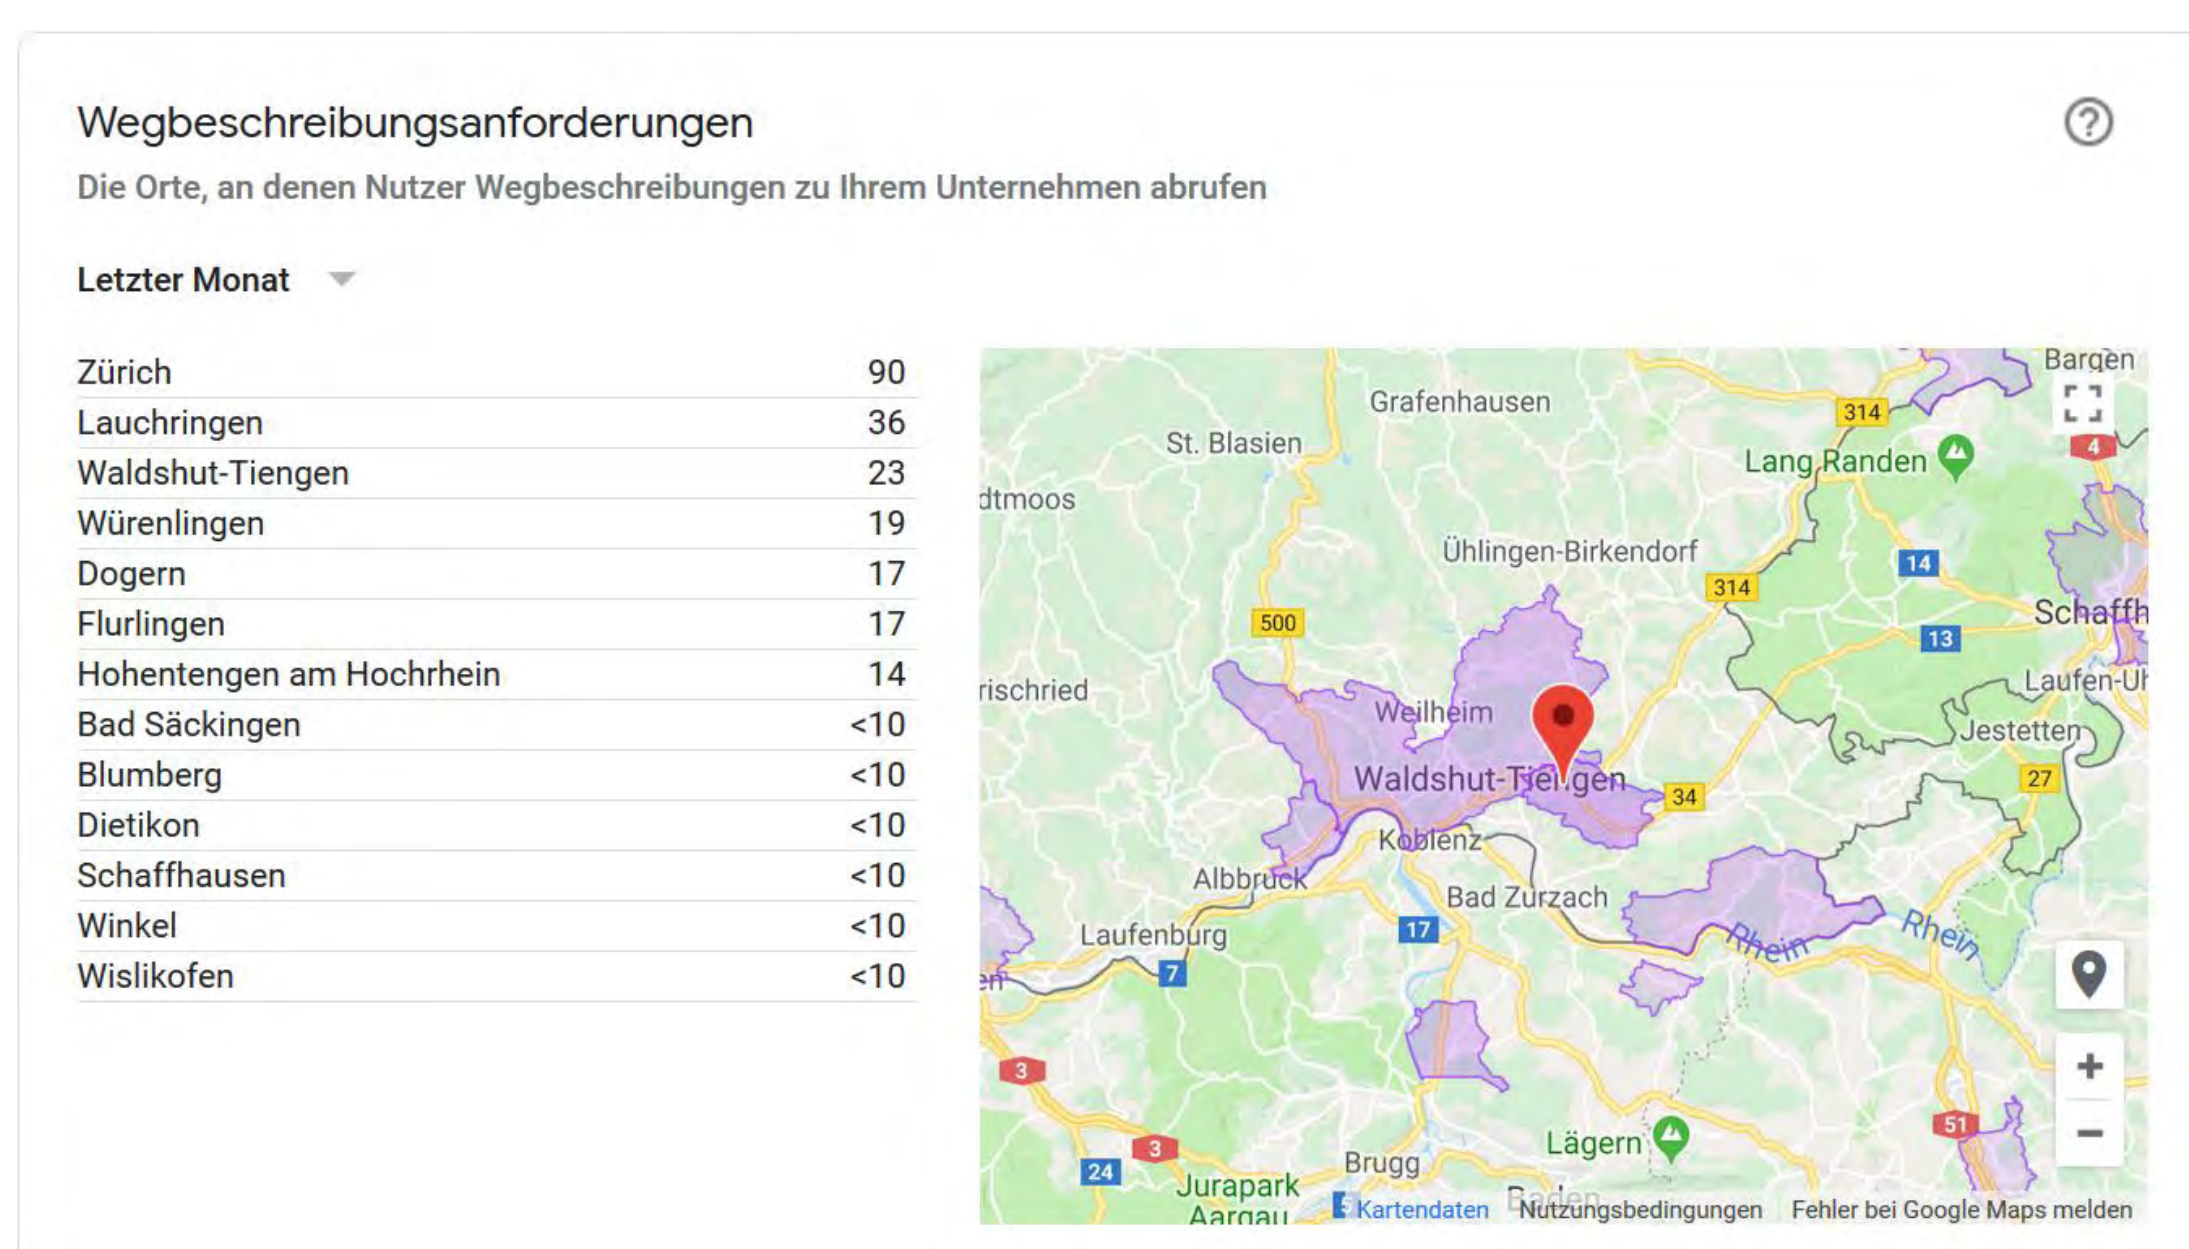 Wegbeschreibungsanforderungen
Die Orte, an denen Nutzer Wegbeschreibungen zu Ihrem Unternehmen abrufen
Letzter Monat
Zürich 90
Lauchringen 36
Waldshut-Tiengen 23
Würenlingen 19
Dogern 17
Flurlingen 17
Hohentengen am Hochrhein 14
Bad Säckingen <10
Blumberg <10
Dietikon <10
Schaffhausen <10
Winkel <10
Wislikofen <10
Bargen
Grafenhausen
314
St. Blasien
4
Lang Randen
dtmoos
Ühlingen-Birkendorf
14
314
500
Schaffh
13
rischried
Laufen-Uh
Weilheim
Jestetten
Waldshut-Tiengen
27
34
Koblenz
Albbruck
Bad Zurzach
17
Laufenburg
Rhein
Rhein
7
en
3
51
Lägern
3
Brugg
24
Jurapark
Aargau
5
Baden
Kartendaten Nutzungsbedingungen Fehler bei Google Maps melden